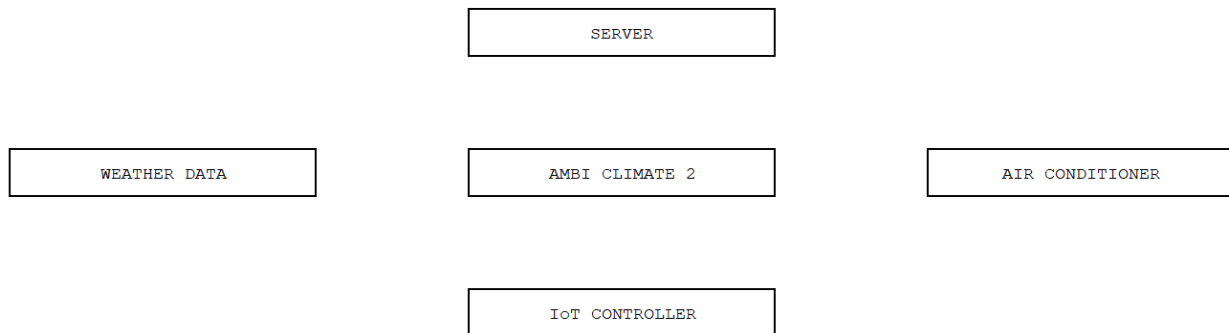 SERVER
WEATHER DATA
AMBI CLIMATE 2
AIR CONDITIONER
IoT CONTROLLER